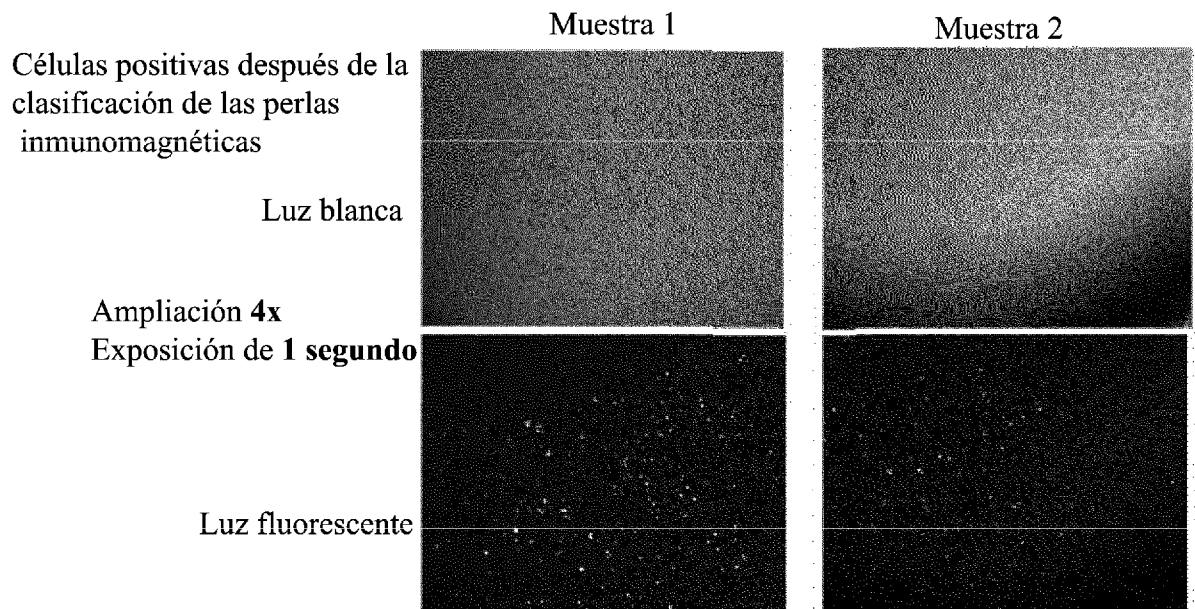 Muestra 1
Muestra 2
Células positivas después de la
clasificación de las perlas
inmunomagnéticas
Luz blanca
Ampliación 4x
Exposición de 1 segundo
Luz fluorescente